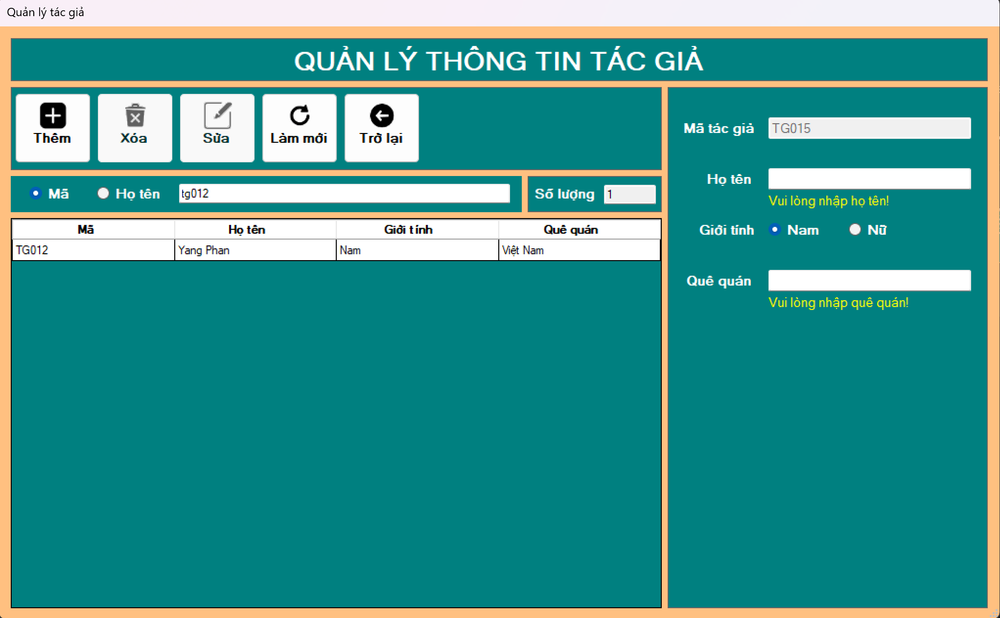 Quản lý tác giả
QUẢN LÝ THÔNG TIN TÁC GIẢ
Thêm Xóa Sửa Làm mới Trở lại
Mã Họ tên tg012 Số lượng 1
Mã Họ tên Giới tính Quê quán
TG012 Yang Phan Nam Việt Nam
Mã tác giả TG015
Họ tên
Vui lòng nhập họ tên!
Giới tính Nam Nữ
Quê quán
Vui lòng nhập quê quán!